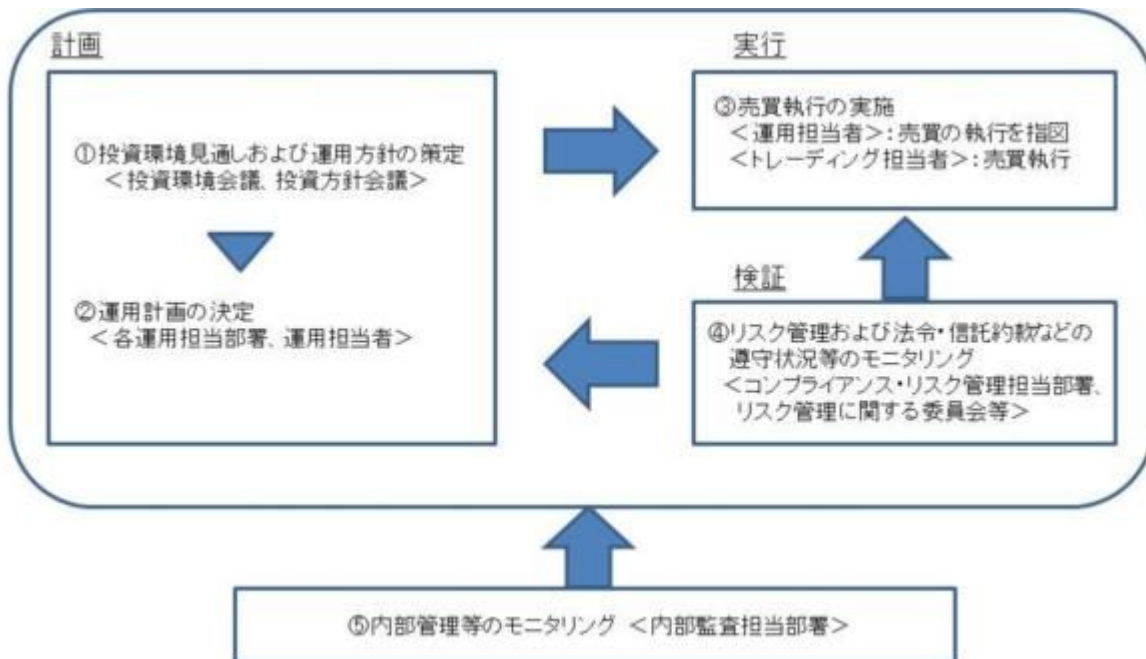 計画
①投資環境見通しおよび運用方針の策定
＜投資環境会議、投資方針会議＞
②運用計画の決定
＜各運用担当部署、運用担当者＞
実行
③売買執行の実施
＜運用担当者＞：売買の執行を指図
＜トレーディング担当者＞：売買執行
検証
④リスク管理および法令・信託約款などの
遵守状況等のモニタリング
＜コンプライアンス・リスク管理担当部署、
リスク管理に関する委員会等＞
⑤内部管理等のモニタリング ＜内部監査担当部署＞